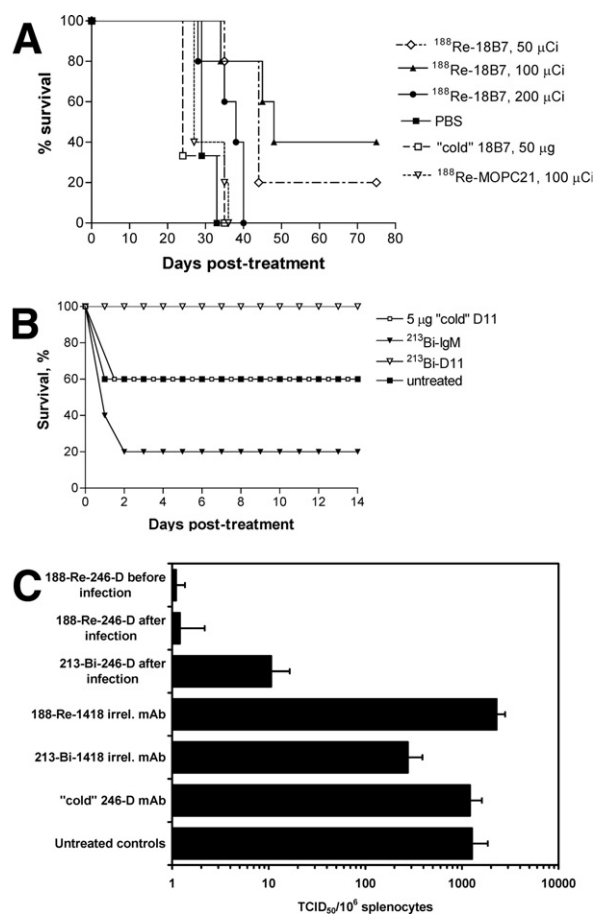 A
100
80
60
40
20
0
% survival
0 10 20 30 40 50 60 70 80
Days post-treatment
¹⁸⁸Re-18B7, 50 μCi
¹⁸⁸Re-18B7, 100 μCi
¹⁸⁸Re-18B7, 200 μCi
PBS
"cold" 18B7, 50 μg
¹⁸⁸Re-MOPC21, 100 μCi
B
100
80
60
40
20
0
Survival, %
0 2 4 6 8 10 12 14
Days post-treatment
5 μg "cold" D11
²¹³Bi-IgM
²¹³Bi-D11
untreated
C
188-Re-246-D before
infection
188-Re-246-D after
infection
213-Bi-246-D after
infection
188-Re-1418 irrel. mAb
213-Bi-1418 irrel. mAb
"cold" 246-D mAb
Untreated controls
1 10 100 1000 10000
TCID₅₀/10⁶ splenocytes